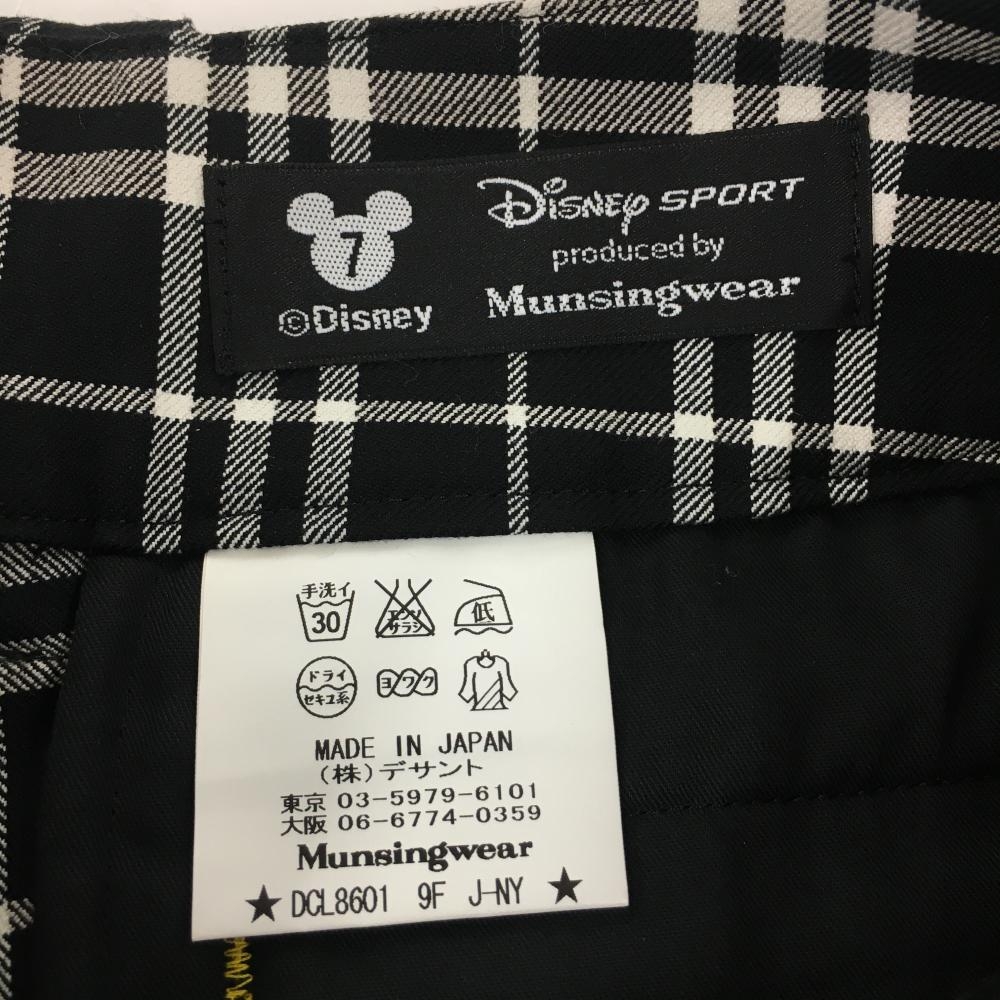 7
©Disney
Disney SPORT
produced by
Munsingwear
手洗イ
30
エンソ
サラシ
低
ドライ
セキユ系
ヨワク
MADE IN JAPAN
(株)デサント
東京 03-5979-6101
大阪 06-6774-0359
Munsingwear
★ DCL8601 9F J-NY ★